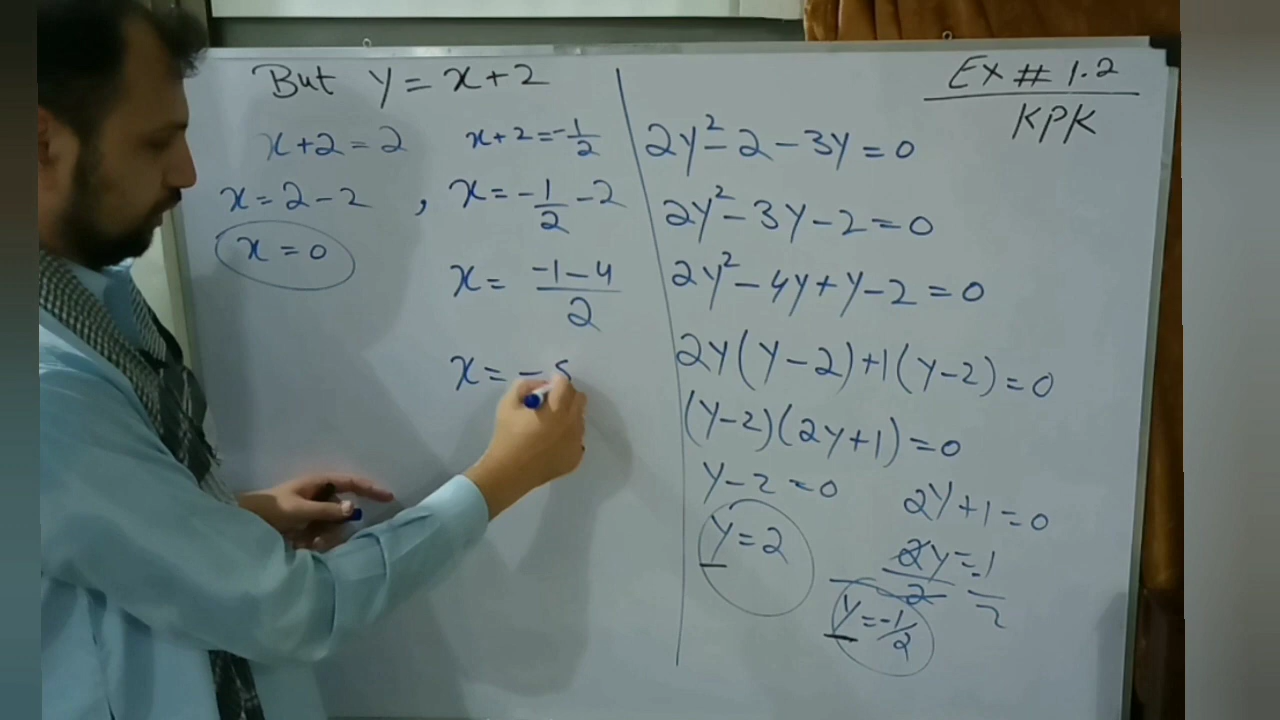 But y = x+2
x+2=2
x=2-2 ,
x=0
x+2=-1/2
x=-1/2-2
x= -1-4/2
x= -5
Ex # 1.2
KPK
2y²-2-3y=0
2y²-3y-2=0
2y²-4y+y-2=0
2y(y-2)+1(y-2)=0
(y-2)(2y+1)=0
y-2=0
y=2
2y+1=0
2y/2=-1/2
y=-1/2